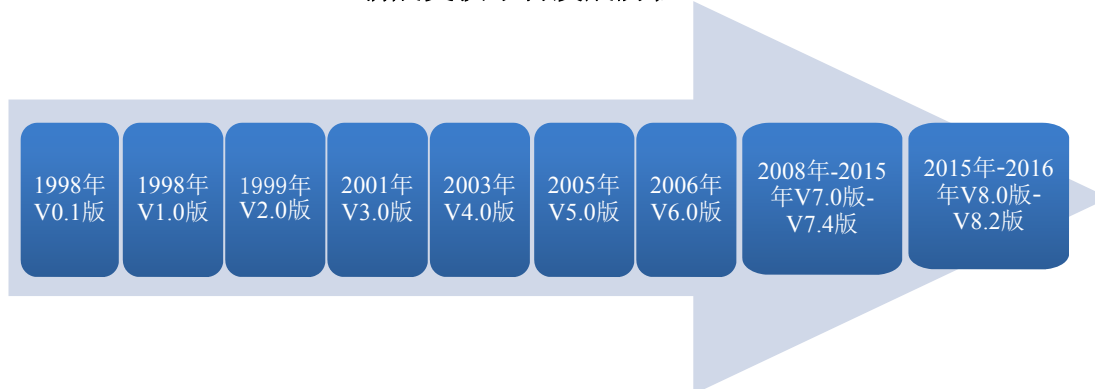 1998年
V0.1版
1998年
V1.0版
1999年
V2.0版
2001年
V3.0版
2003年
V4.0版
2005年
V5.0版
2006年
V6.0版
2008年-2015
年V7.0版-
V7.4版
2015年-2016
年V8.0版-
V8.2版